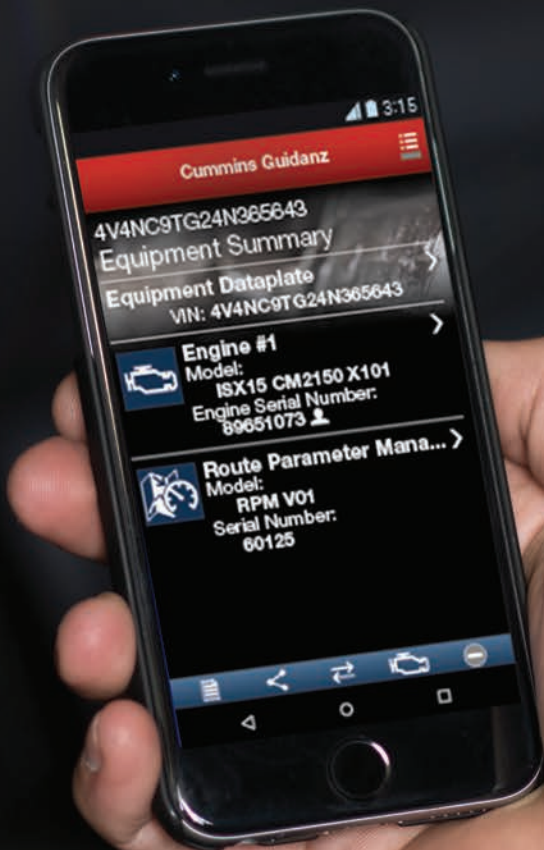 3:15
Cummins Guidanz
4V4NC9TG24N365643
Equipment Summary
Equipment Dataplate
VIN: 4V4NC9TG24N365643
Engine #1
Model:
ISX15 CM2150 X101
Engine Serial Number:
89651073
Route Parameter Mana...
Model:
RPM V01
Serial Number:
60125